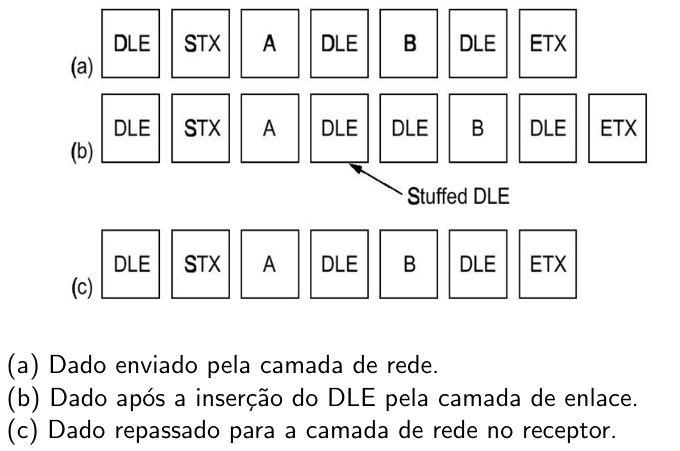 (a) DLE STX A DLE B DLE ETX
(b) DLE STX A DLE DLE B DLE ETX
Stuffed DLE
(c) DLE STX A DLE B DLE ETX
(a) Dado enviado pela camada de rede.
(b) Dado após a inserção do DLE pela camada de enlace.
(c) Dado repassado para a camada de rede no receptor.